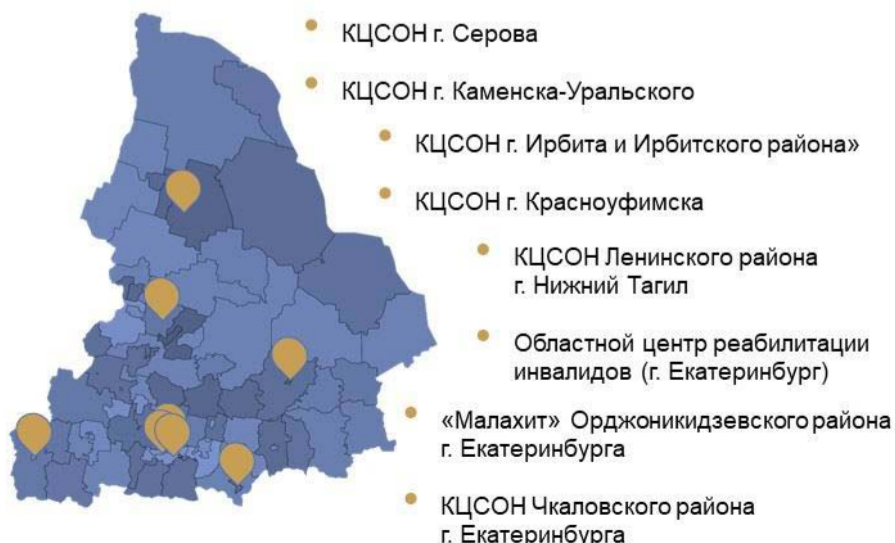 КЦСОН г. Серова
КЦСОН г. Каменска-Уральского
КЦСОН г. Ирбита и Ирбитского района»
КЦСОН г. Красноуфимска
КЦСОН Ленинского района
г. Нижний Тагил
Областной центр реабилитации
инвалидов (г. Екатеринбург)
«Малахит» Орджоникидзевского района
г. Екатеринбурга
КЦСОН Чкаловского района
г. Екатеринбурга